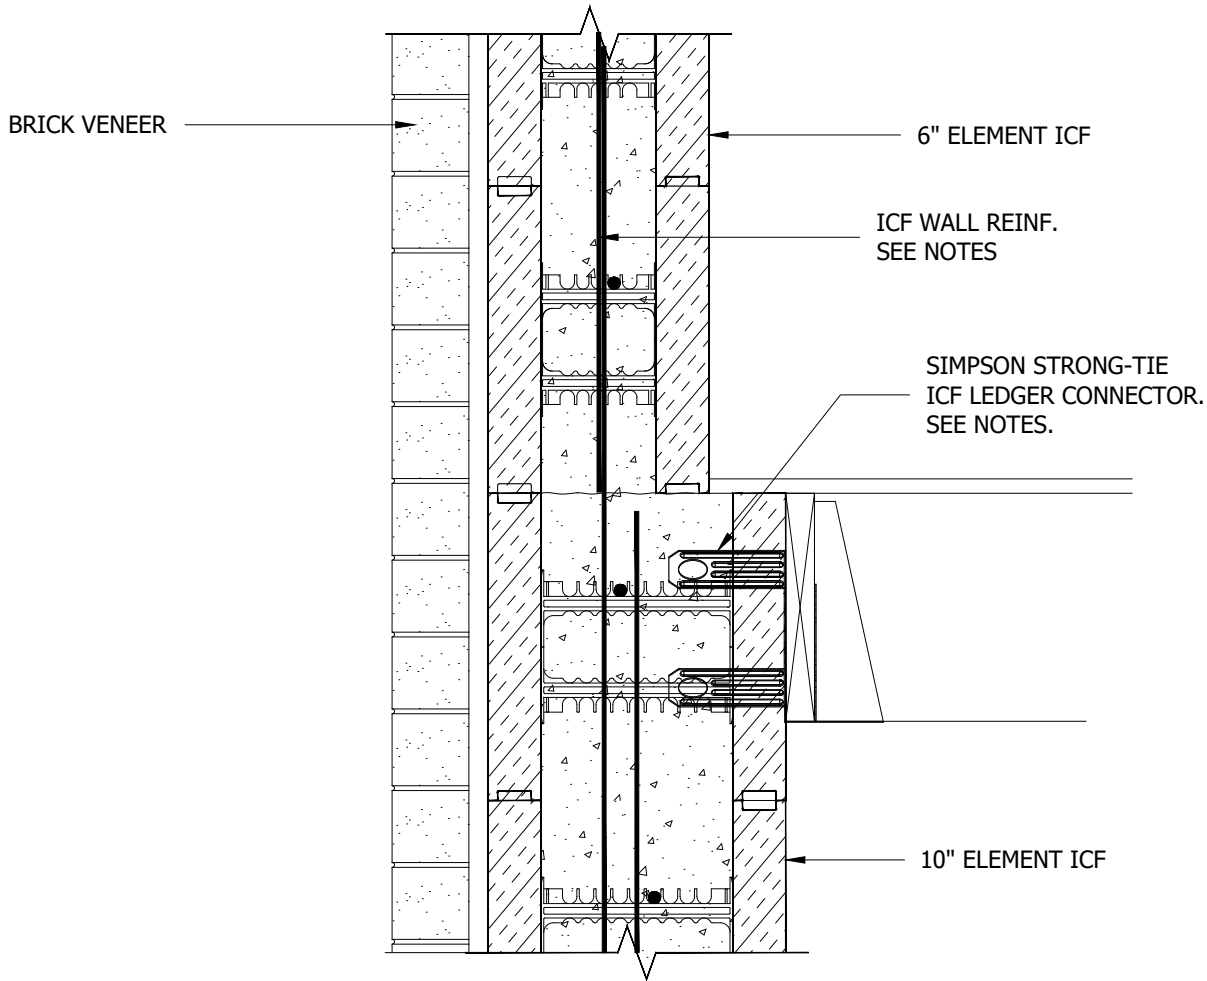 BRICK VENEER
6" ELEMENT ICF
ICF WALL REINF.
SEE NOTES
SIMPSON STRONG-TIE
ICF LEDGER CONNECTOR.
SEE NOTES.
10" ELEMENT ICF